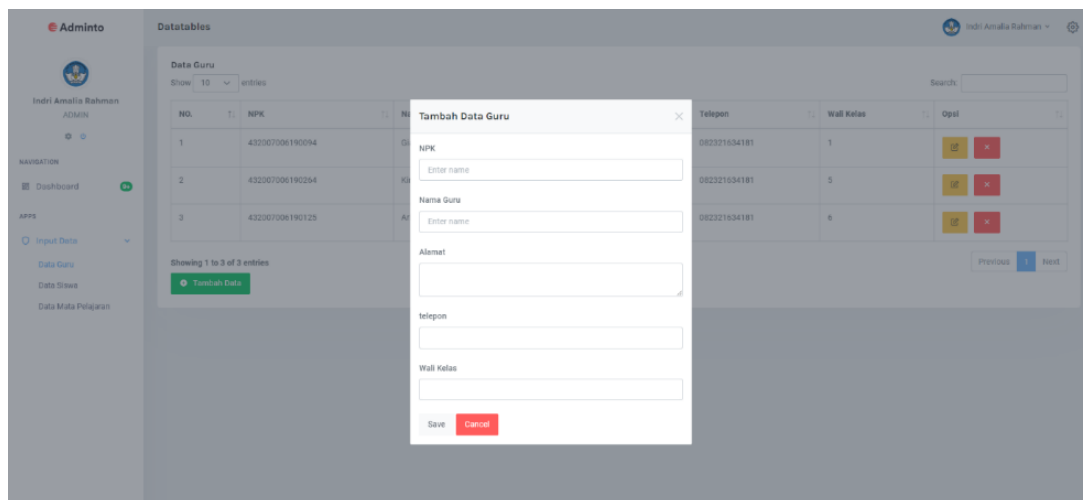 Adminto
Datatables
Indri Amalia Rahman
Indri Amalia Rahman
ADMIN
NAVIGATION
Dashboard
9+
APPS
Input Data
Data Guru
Data Siswa
Data Mata Pelajaran
Data Guru
Show 10 entries
Search:
NO. NPK Telepon Wali Kelas Opsi
1 432007006190094 082321634181 1
2 432007006190264 082321634181 5
3 432007006190125 082321634181 6
Showing 1 to 3 of 3 entries
Previous 1 Next
Tambah Data
Tambah Data Guru
NPK
Enter name
Nama Guru
Enter name
Alamat
telepon
Wali Kelas
Save Cancel